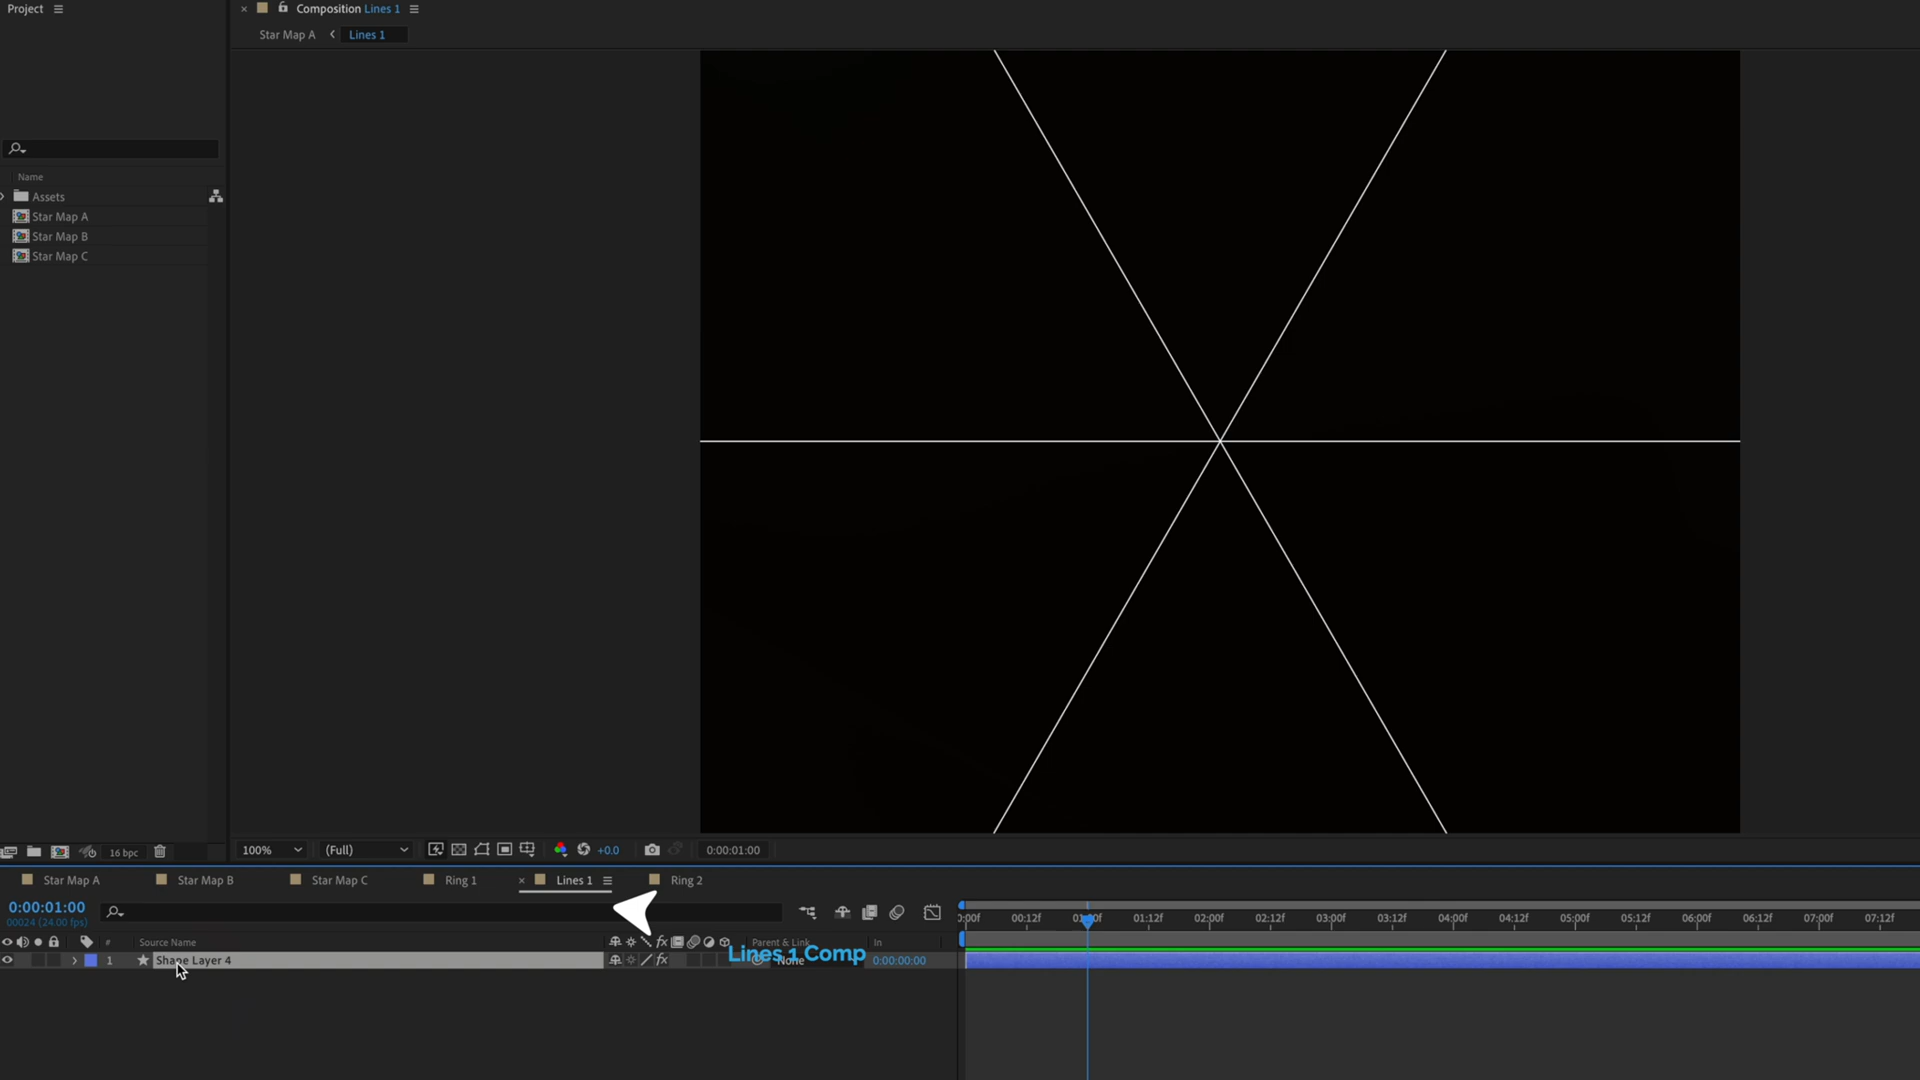 Project
Composition Lines 1
Star Map A
Lines 1
Name
Assets
Star Map A
Star Map B
Star Map C
16 bpc
100%
(Full)
+0.0
0:00:01:00
Star Map A
Star Map B
Star Map C
Ring 1
Lines 1
Ring 2
0:00:01:00
00024 (24.00 fps)
# Source Name
fx
Parent & Link
In
1 Shape Layer 4
fx
None
0:00:00:00
Lines 1 Comp
0:00f 00:12f 01:00f 01:12f 02:00f 02:12f 03:00f 03:12f 04:00f 04:12f 05:00f 05:12f 06:00f 06:12f 07:00f 07:12f